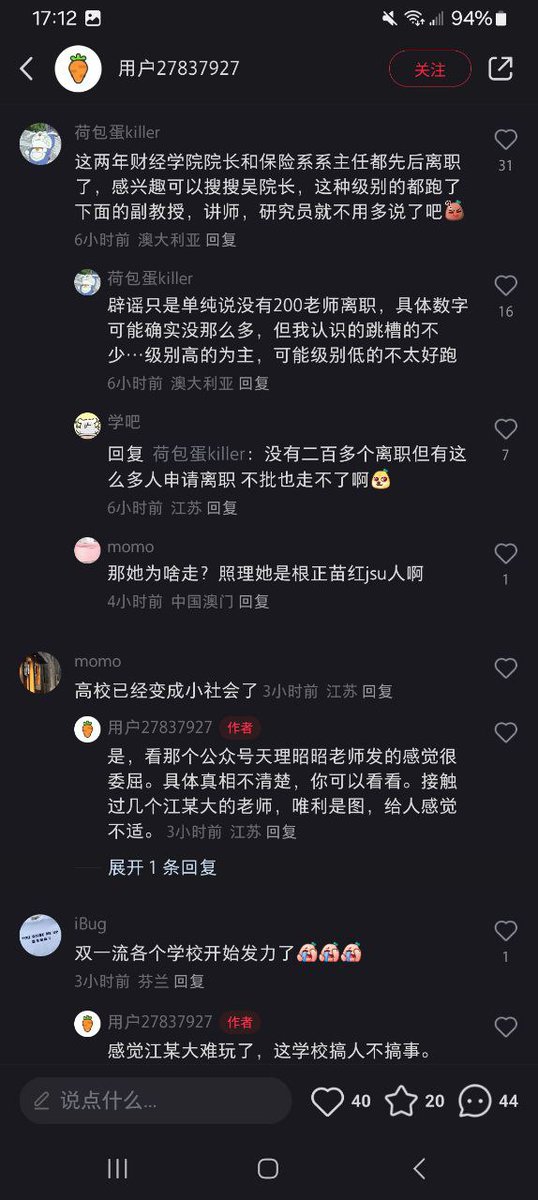 17:12
94%
用户27837927
关注
荷包蛋killer
这两年财经学院院长和保险系系主任都先后离职
了，感兴趣可以搜搜吴院长，这种级别的都跑了
下面的副教授，讲师，研究员就不用多说了吧
31
6小时前 澳大利亚 回复
荷包蛋killer
辟谣只是单纯说没有200老师离职，具体数字
可能确实没那么多，但我认识的跳槽的不
少…级别高的为主，可能级别低的不太好跑
16
6小时前 澳大利亚 回复
学吧
回复 荷包蛋killer：没有二百多个离职但有这
么多人申请离职 不批也走不了啊
7
6小时前 江苏 回复
momo
那她为啥走？照理她是根正苗红jsu人啊
1
4小时前 中国澳门 回复
momo
高校已经变成小社会了 3小时前 江苏 回复
用户27837927 作者
是，看那个公众号天理昭昭老师发的感觉很
委屈。具体真相不清楚，你可以看看。接触
过几个江某大的老师，唯利是图，给人感觉
不适。 3小时前 江苏 回复
展开 1 条回复
iBug
双一流各个学校开始发力了
1
3小时前 芬兰 回复
用户27837927 作者
感觉江某大难玩了，这学校搞人不搞事。
说点什么...
40
20
44